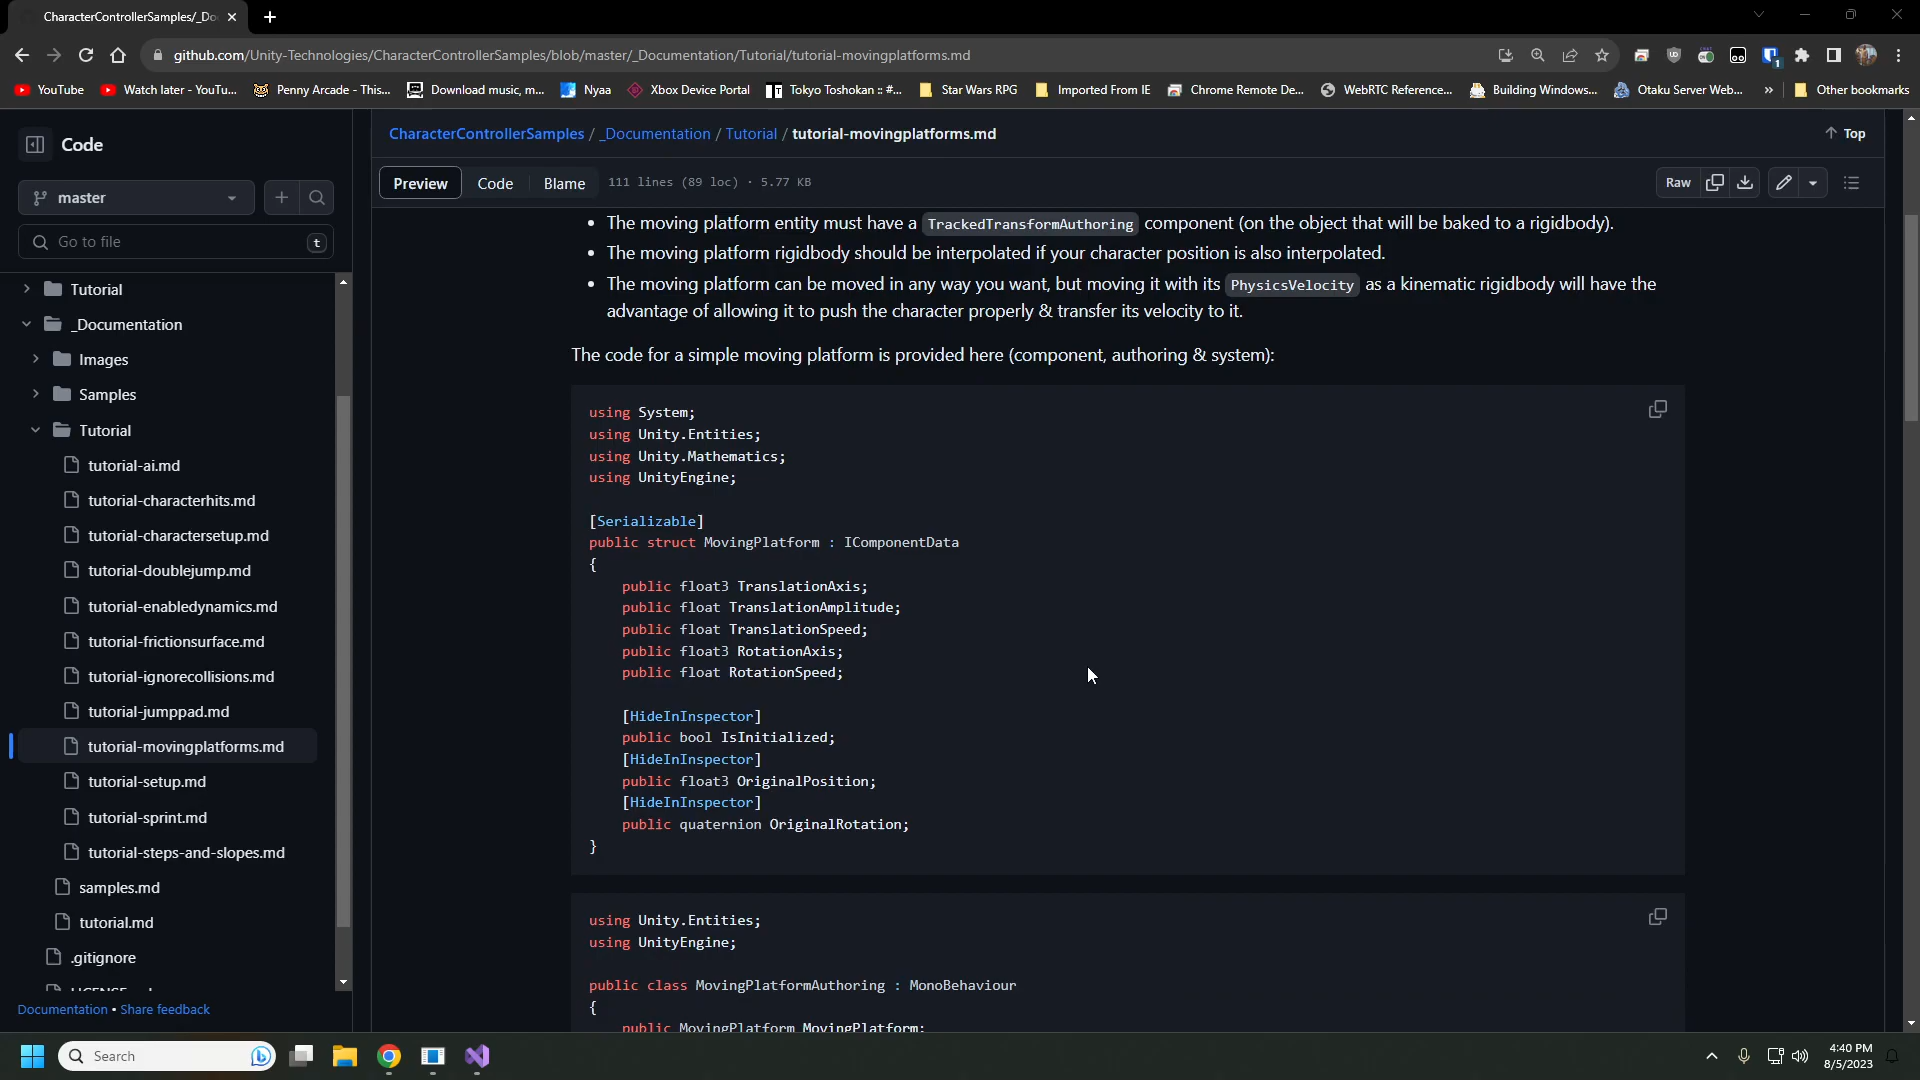 CharacterControllerSamples/_Do
github.com/Unity-Technologies/CharacterControllerSamples/blob/master/_Documentation/Tutorial/tutorial-movingplatforms.md
YouTube
Watch later - YouTu...
Penny Arcade - This...
Download music, m...
Nyaa
Xbox Device Portal
Tokyo Toshokan :: #...
Star Wars RPG
Imported From IE
Chrome Remote De...
WebRTC Reference...
Building Windows...
Otaku Server Web...
»
Other bookmarks
Code
master
Go to file
t
Tutorial
_Documentation
Images
Samples
Tutorial
tutorial-ai.md
tutorial-characterhits.md
tutorial-charactersetup.md
tutorial-doublejump.md
tutorial-enabledynamics.md
tutorial-frictionsurface.md
tutorial-ignorecollisions.md
tutorial-jumppad.md
tutorial-movingplatforms.md
tutorial-setup.md
tutorial-sprint.md
tutorial-steps-and-slopes.md
samples.md
tutorial.md
.gitignore
Documentation • Share feedback
CharacterControllerSamples / _Documentation / Tutorial / tutorial-movingplatforms.md
Top
Preview Code Blame 111 lines (89 loc) · 5.77 KB
Raw
• The moving platform entity must have a TrackedTransformAuthoring component (on the object that will be baked to a rigidbody).
• The moving platform rigidbody should be interpolated if your character position is also interpolated.
• The moving platform can be moved in any way you want, but moving it with its PhysicsVelocity as a kinematic rigidbody will have the
advantage of allowing it to push the character properly & transfer its velocity to it.
The code for a simple moving platform is provided here (component, authoring & system):
using System;
using Unity.Entities;
using Unity.Mathematics;
using UnityEngine;
[Serializable]
public struct MovingPlatform : IComponentData
{
public float3 TranslationAxis;
public float TranslationAmplitude;
public float TranslationSpeed;
public float3 RotationAxis;
public float RotationSpeed;
[HideInInspector]
public bool IsInitialized;
[HideInInspector]
public float3 OriginalPosition;
[HideInInspector]
public quaternion OriginalRotation;
}
using Unity.Entities;
using UnityEngine;
public class MovingPlatformAuthoring : MonoBehaviour
{
public MovingPlatform MovingPlatform;
Search
4:40 PM
8/5/2023